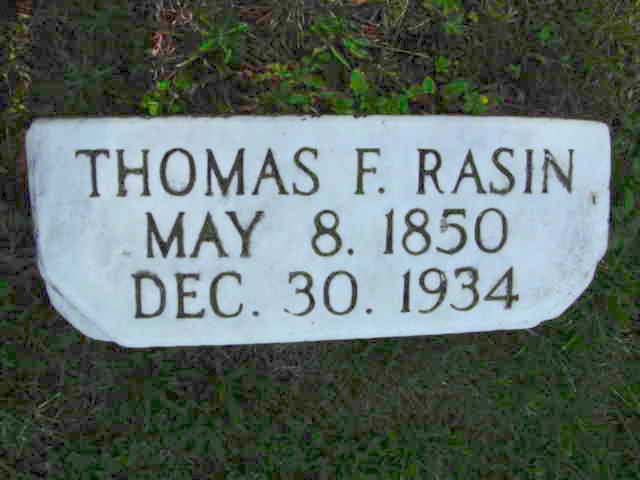 THOMAS F. RASIN
MAY 8. 1850
DEC. 30. 1934